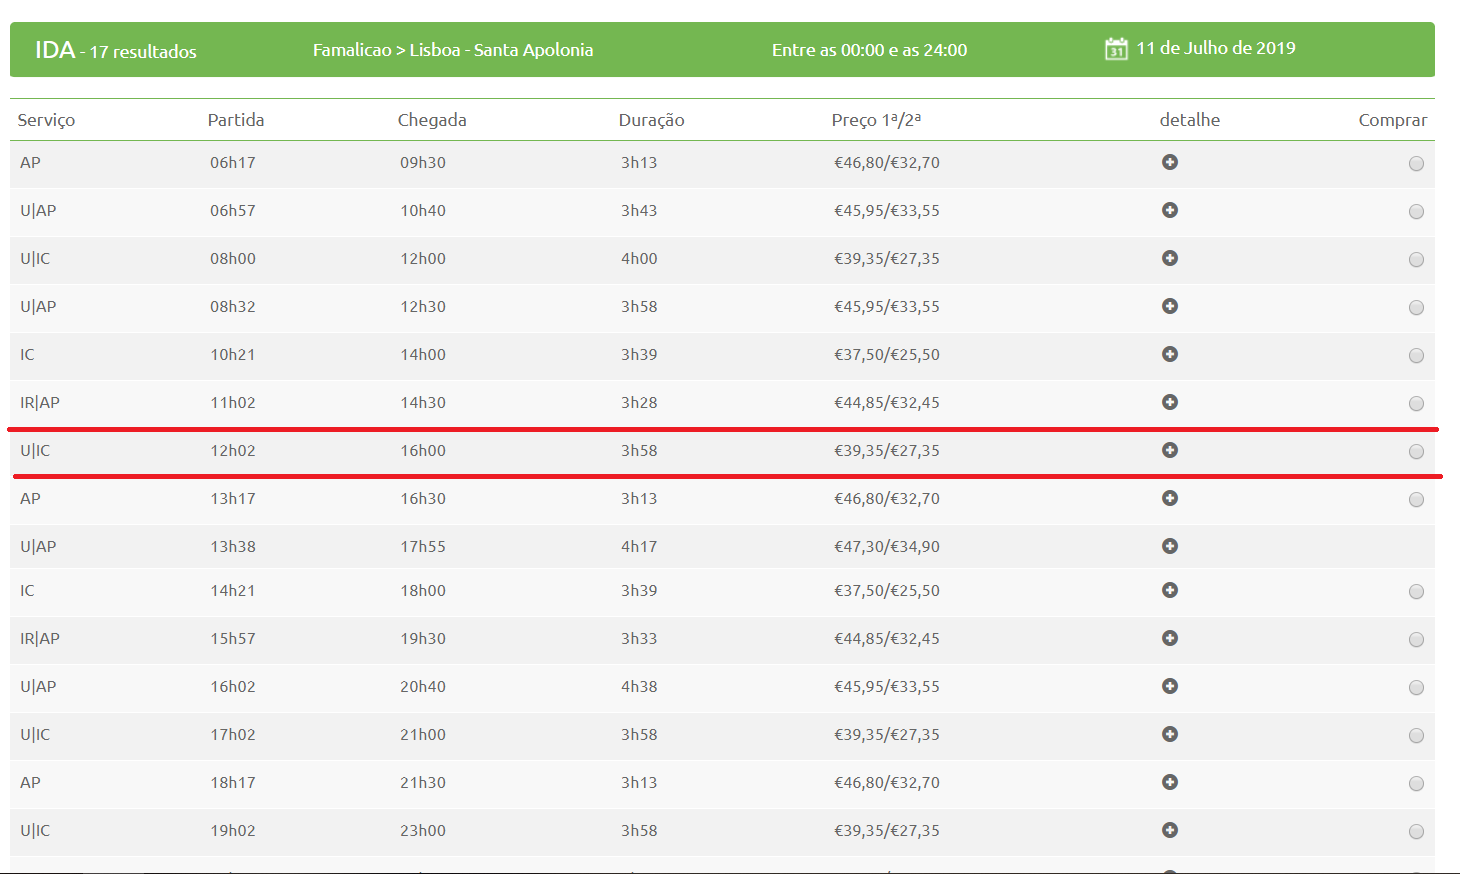 IDA - 17 resultados Famalicao > Lisboa - Santa Apolonia Entre as 00:00 e as 24:00 31 11 de Julho de 2019
Serviço Partida Chegada Duração Preço 1ª/2ª detalhe Comprar
AP 06h17 09h30 3h13 €46,80/€32,70
U|AP 06h57 10h40 3h43 €45,95/€33,55
U|IC 08h00 12h00 4h00 €39,35/€27,35
U|AP 08h32 12h30 3h58 €45,95/€33,55
IC 10h21 14h00 3h39 €37,50/€25,50
IR|AP 11h02 14h30 3h28 €44,85/€32,45
U|IC 12h02 16h00 3h58 €39,35/€27,35
AP 13h17 16h30 3h13 €46,80/€32,70
U|AP 13h38 17h55 4h17 €47,30/€34,90
IC 14h21 18h00 3h39 €37,50/€25,50
IR|AP 15h57 19h30 3h33 €44,85/€32,45
U|AP 16h02 20h40 4h38 €45,95/€33,55
U|IC 17h02 21h00 3h58 €39,35/€27,35
AP 18h17 21h30 3h13 €46,80/€32,70
U|IC 19h02 23h00 3h58 €39,35/€27,35